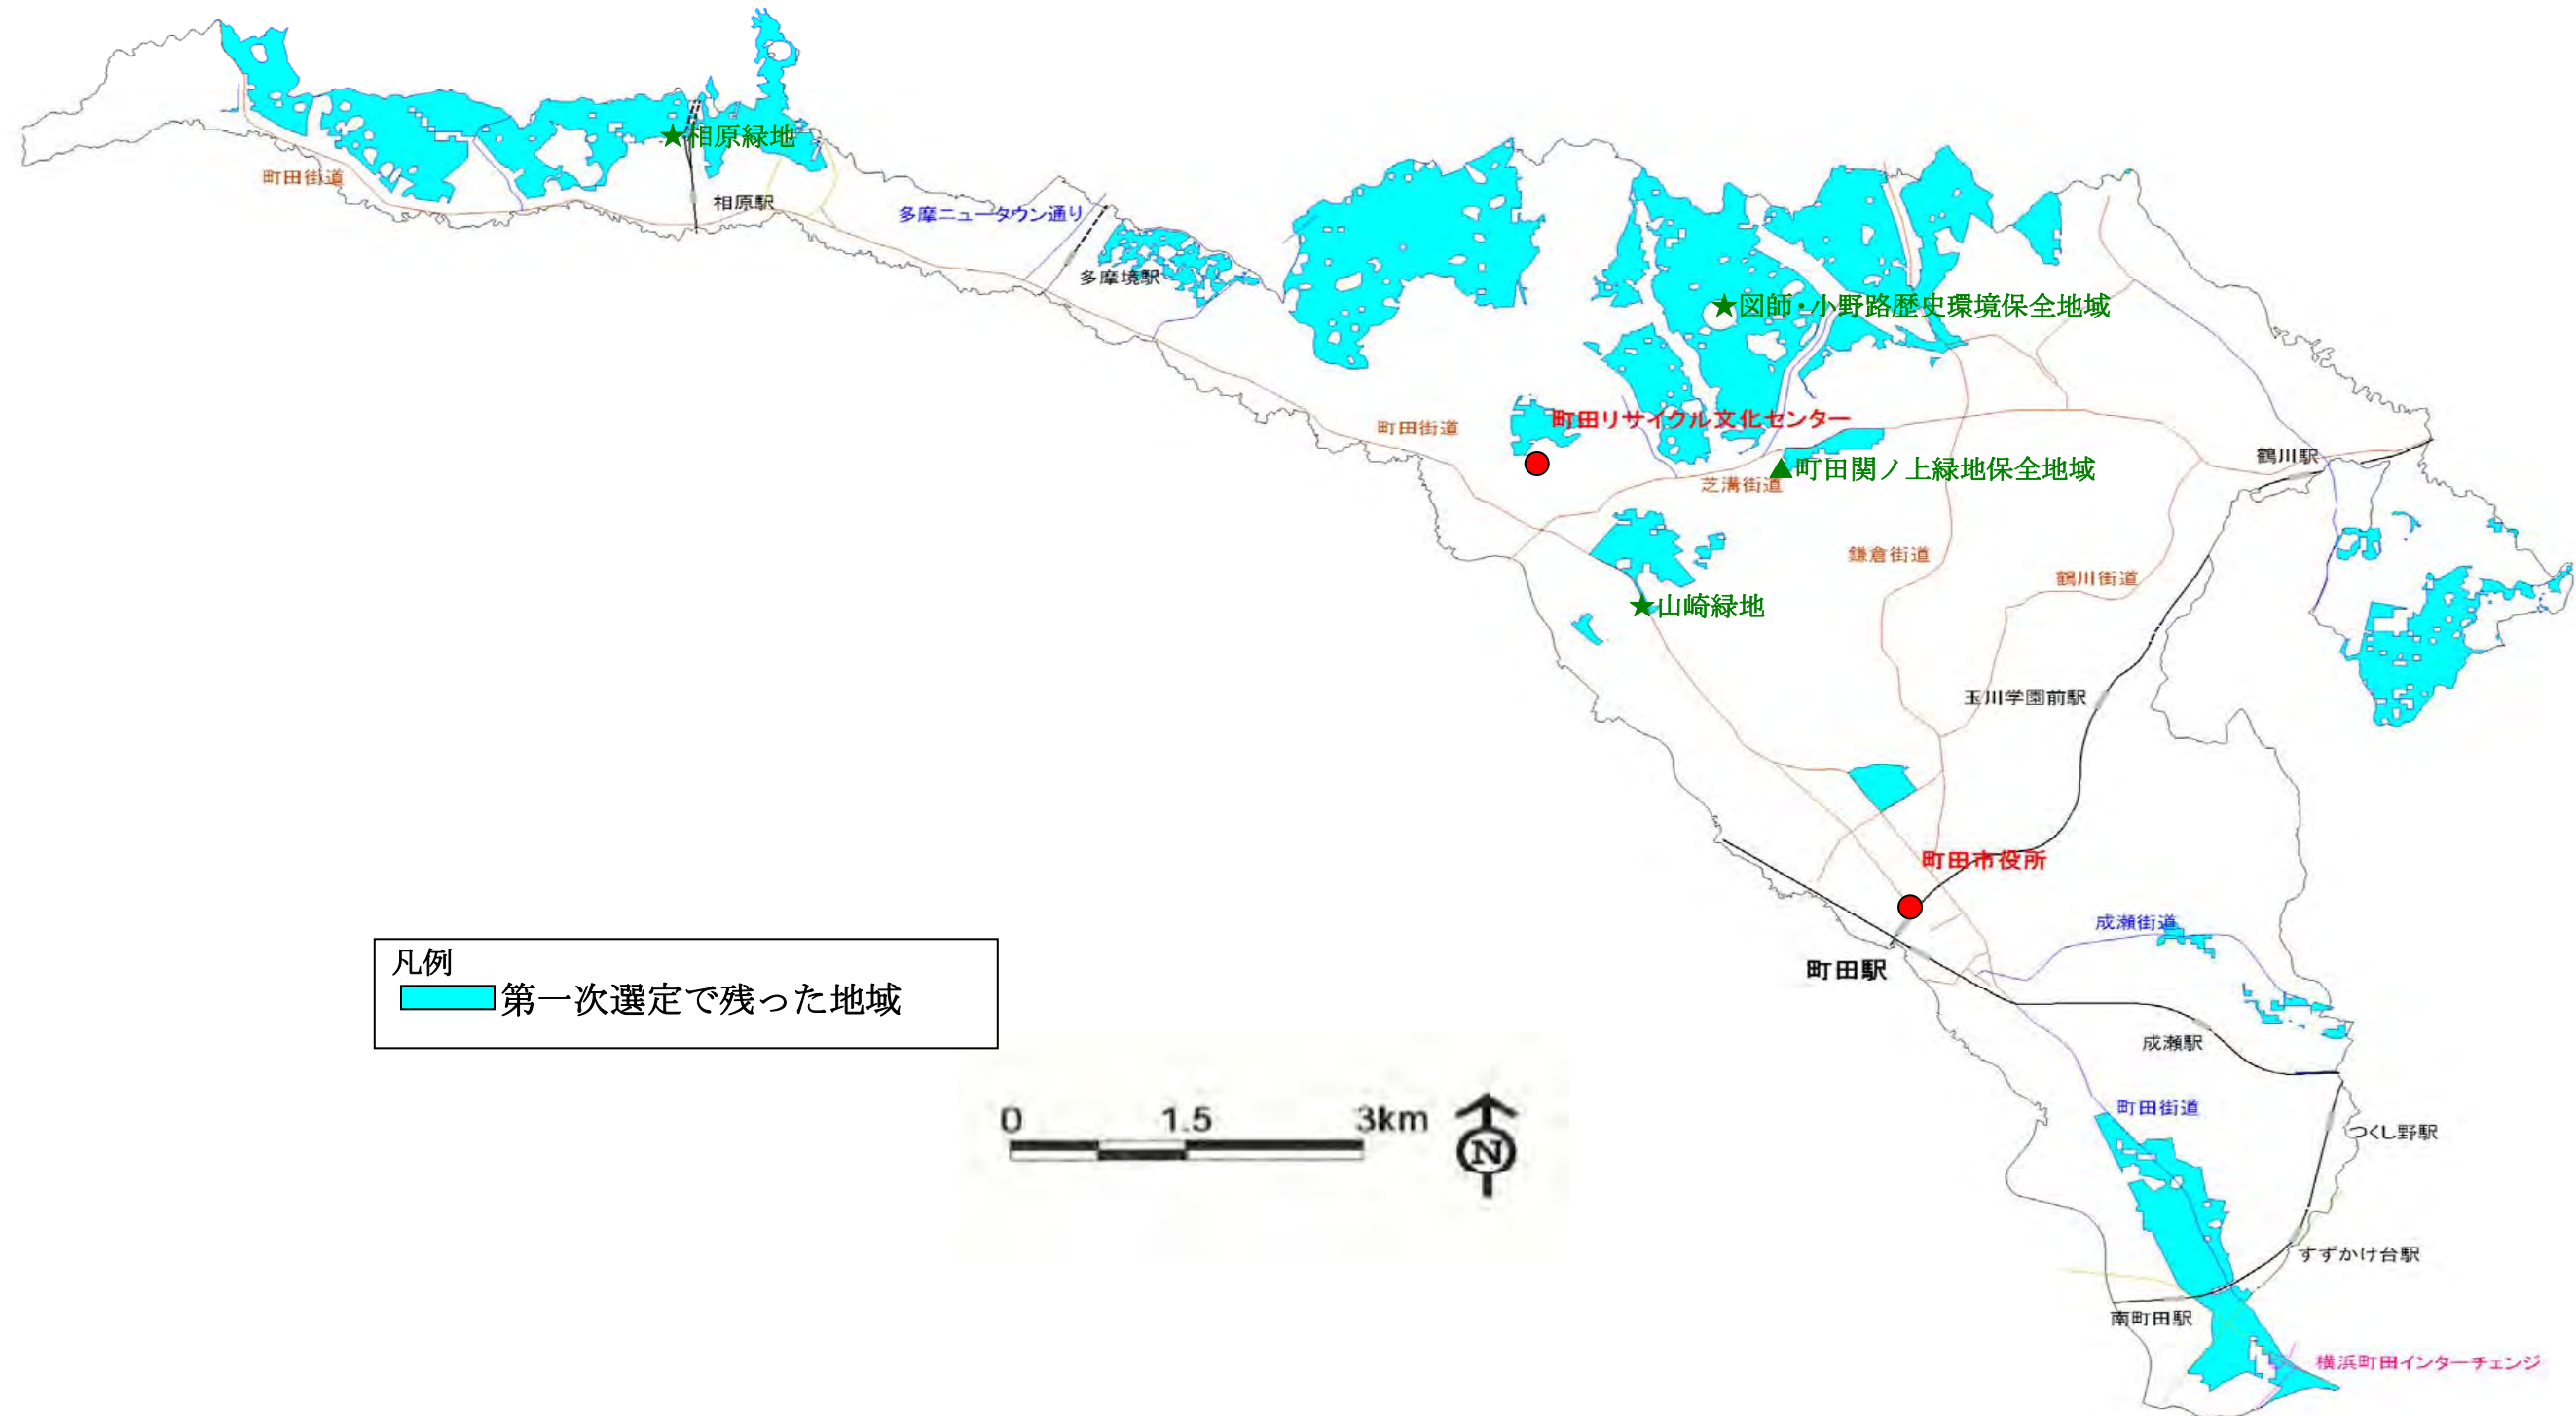 ★相原緑地
町田街道
相原駅
多摩ニュータウン通り
多摩境駅
★図師・小野路歴史環境保全地域
町田リサイクル文化センター
町田街道
鶴川駅
▲町田関ノ上緑地保全地域
芝溝街道
鎌倉街道
鶴川街道
★山崎緑地
玉川学園前駅
町田市役所
成瀬街道
町田駅
凡例
第一次選定で残った地域
成瀬駅
町田街道
0 1.5 3km
N
つくし野駅
すずかけ台駅
南町田駅
横浜町田インターチェンジ